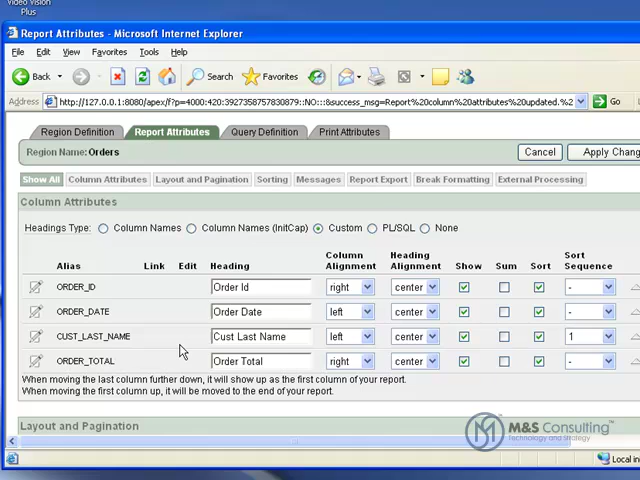 Video Vision
Plus
Report Attributes - Microsoft Internet Explorer
File Edit View Favorites Tools Help
Back Search Favorites
Address http://127.0.0.1:8080/apex/f?p=4000:420:3927358757830879::NO:::&success_msg=Report%20column%20attributes%20updated.%2 Go
Region Definition Report Attributes Query Definition Print Attributes
Region Name: Orders Cancel Apply Chang
Show All Column Attributes Layout and Pagination Sorting Messages Report Export Break Formatting External Processing
Column Attributes
Headings Type: Column Names Column Names (InitCap) Custom PL/SQL None
Alias Link Edit Heading Column Alignment Heading Alignment Show Sum Sort Sort Sequence
ORDER_ID Order Id right center -
ORDER_DATE Order Date left center -
CUST_LAST_NAME Cust Last Name left center 1
ORDER_TOTAL Order Total right center -
When moving the last column further down, it will show up as the first column of your report.
When moving the first column up, it will be moved to the end of your report.
Layout and Pagination
M&S Consulting™
Technology and Strategy
Local in